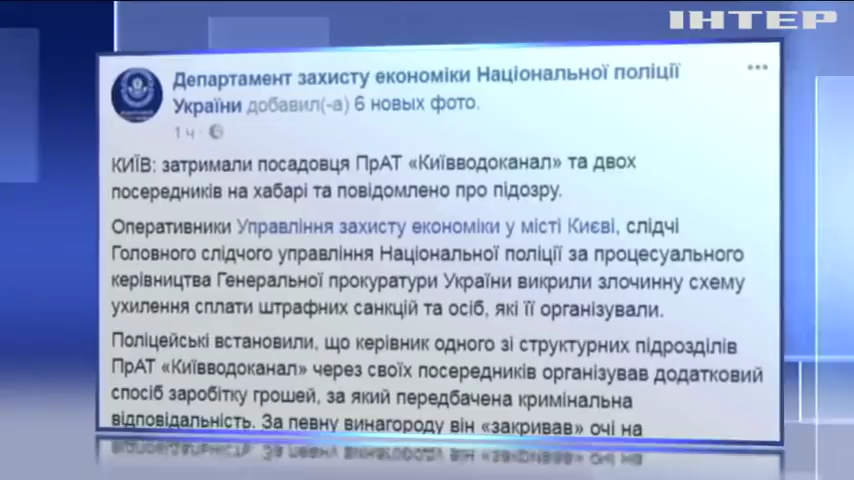 ІНТЕР
Департамент захисту економіки Національної поліції
України добавил(-а) 6 новых фото.
1 ч ·
КИЇВ: затримали посадовця ПрАТ «Київводоканал» та двох
посередників на хабарі та повідомлено про підозру.
Оперативники Управління захисту економіки у місті Києві, слідчі
Головного слідчого управління Національної поліції за процесуального
керівництва Генеральної прокуратури України викрили злочинну схему
ухилення сплати штрафних санкцій та осіб, які її організували.
Поліцейські встановили, що керівник одного зі структурних підрозділів
ПрАТ «Київводоканал» через своїх посередників організував додатковий
спосіб заробітку грошей, за який передбачена кримінальна
відповідальність. За певну винагороду він «закривав» очі на